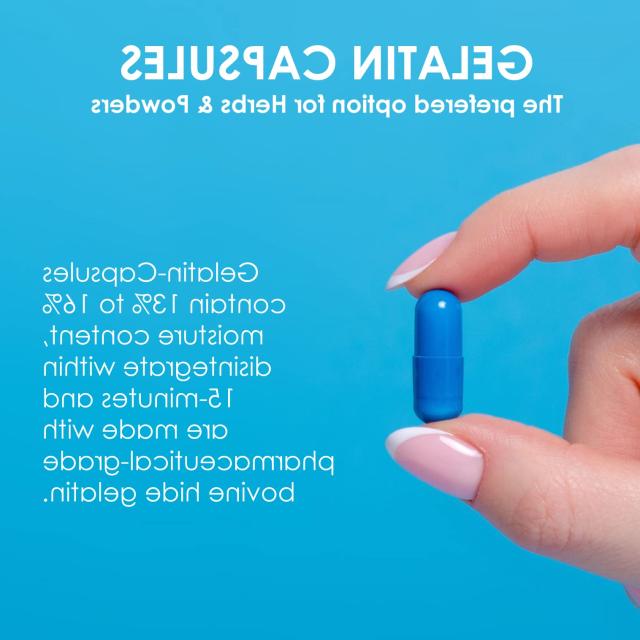 GELATIN CAPSULES
The prefered option for Herbs & Powders
Gelatin-Capsules
contain 13% to 16%
moisture content,
disintegrate within
15-minutes and
are made with
pharmaceutical-grade
bovine hide gelatin.